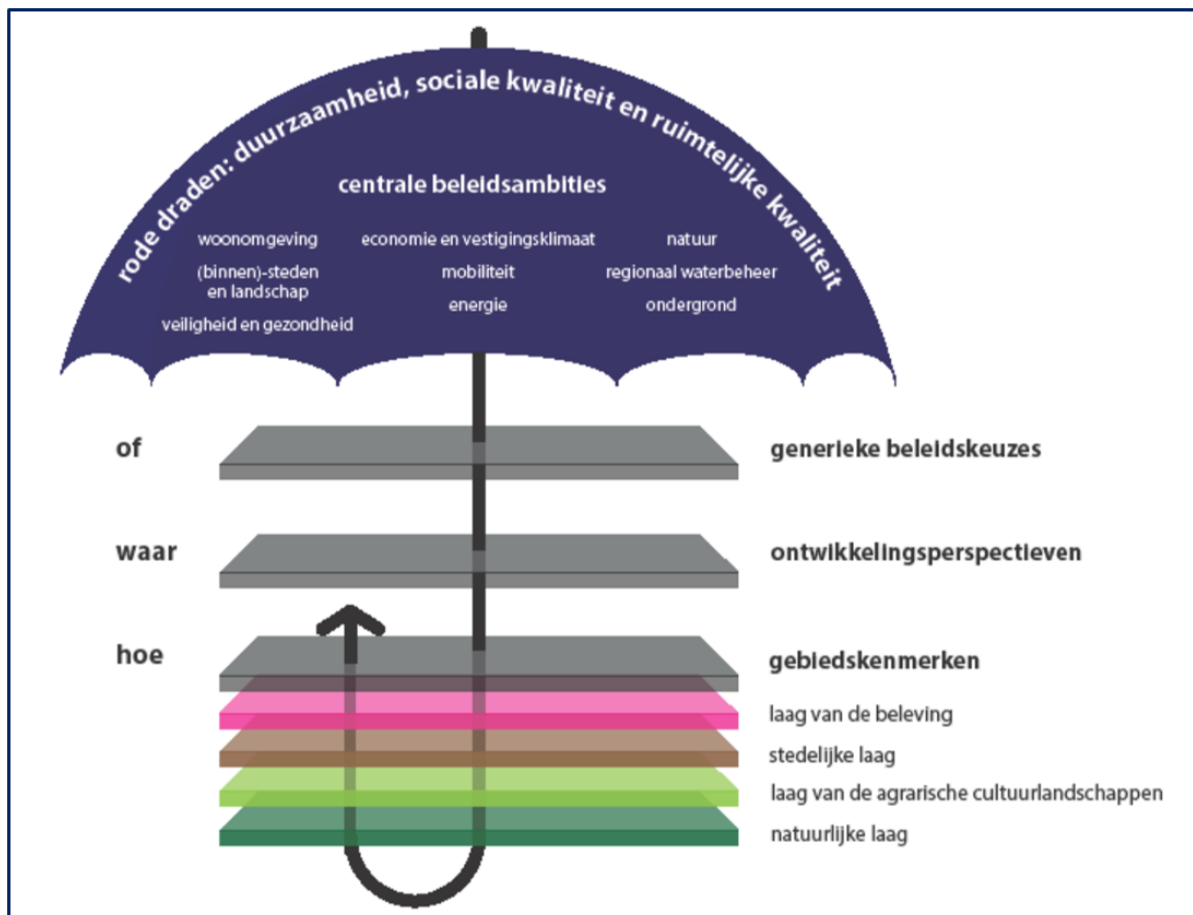 rode draden: duurzaamheid, sociale kwaliteit en ruimtelijke kwaliteit
centrale beleidsambities
woonomgeving
(binnen)-steden
en landschap
veiligheid en gezondheid
economie en vestigingsklimaat
mobiliteit
energie
natuur
regionaal waterbeheer
ondergrond
of
generieke beleidskeuzes
waar
ontwikkelingsperspectieven
hoe
gebiedskenmerken
laag van de beleving
stedelijke laag
laag van de agrarische cultuurlandschappen
natuurlijke laag